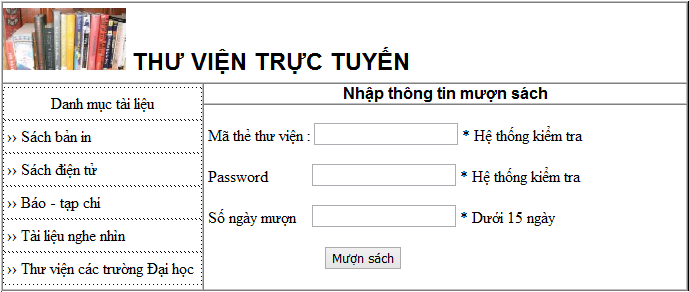 THƯ VIỆN TRỰC TUYẾN
Danh mục tài liệu
›› Sách bản in
›› Sách điện tử
›› Báo - tạp chi
›› Tài liệu nghe nhìn
›› Thư viện các trường Đại học
Nhập thông tin mượn sách
Mã thẻ thư viện : * Hệ thống kiểm tra
Password * Hệ thống kiểm tra
Số ngày mượn * Dưới 15 ngày
Mượn sách